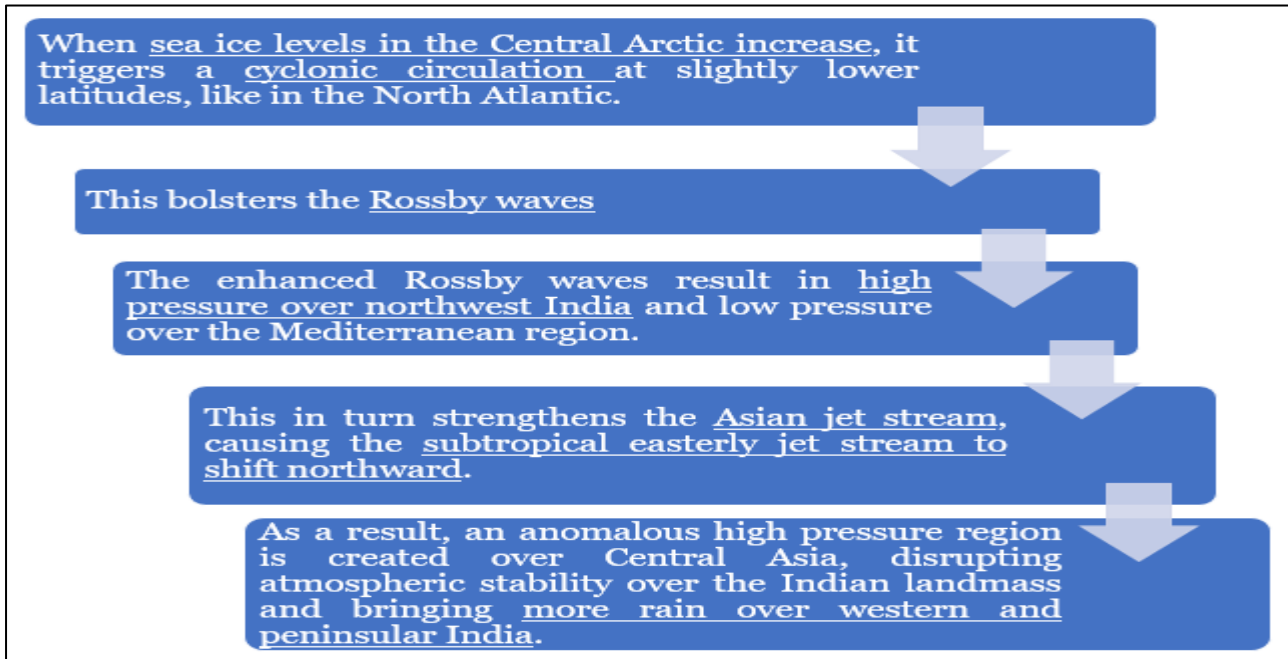 When sea ice levels in the Central Arctic increase, it
triggers a cyclonic circulation at slightly lower
latitudes, like in the North Atlantic.
This bolsters the Rossby waves
The enhanced Rossby waves result in high
pressure over northwest India and low pressure
over the Mediterranean region.
This in turn strengthens the Asian jet stream,
causing the subtropical easterly jet stream to
shift northward.
As a result, an anomalous high pressure region
is created over Central Asia, disrupting
atmospheric stability over the Indian landmass
and bringing more rain over western and
peninsular India.